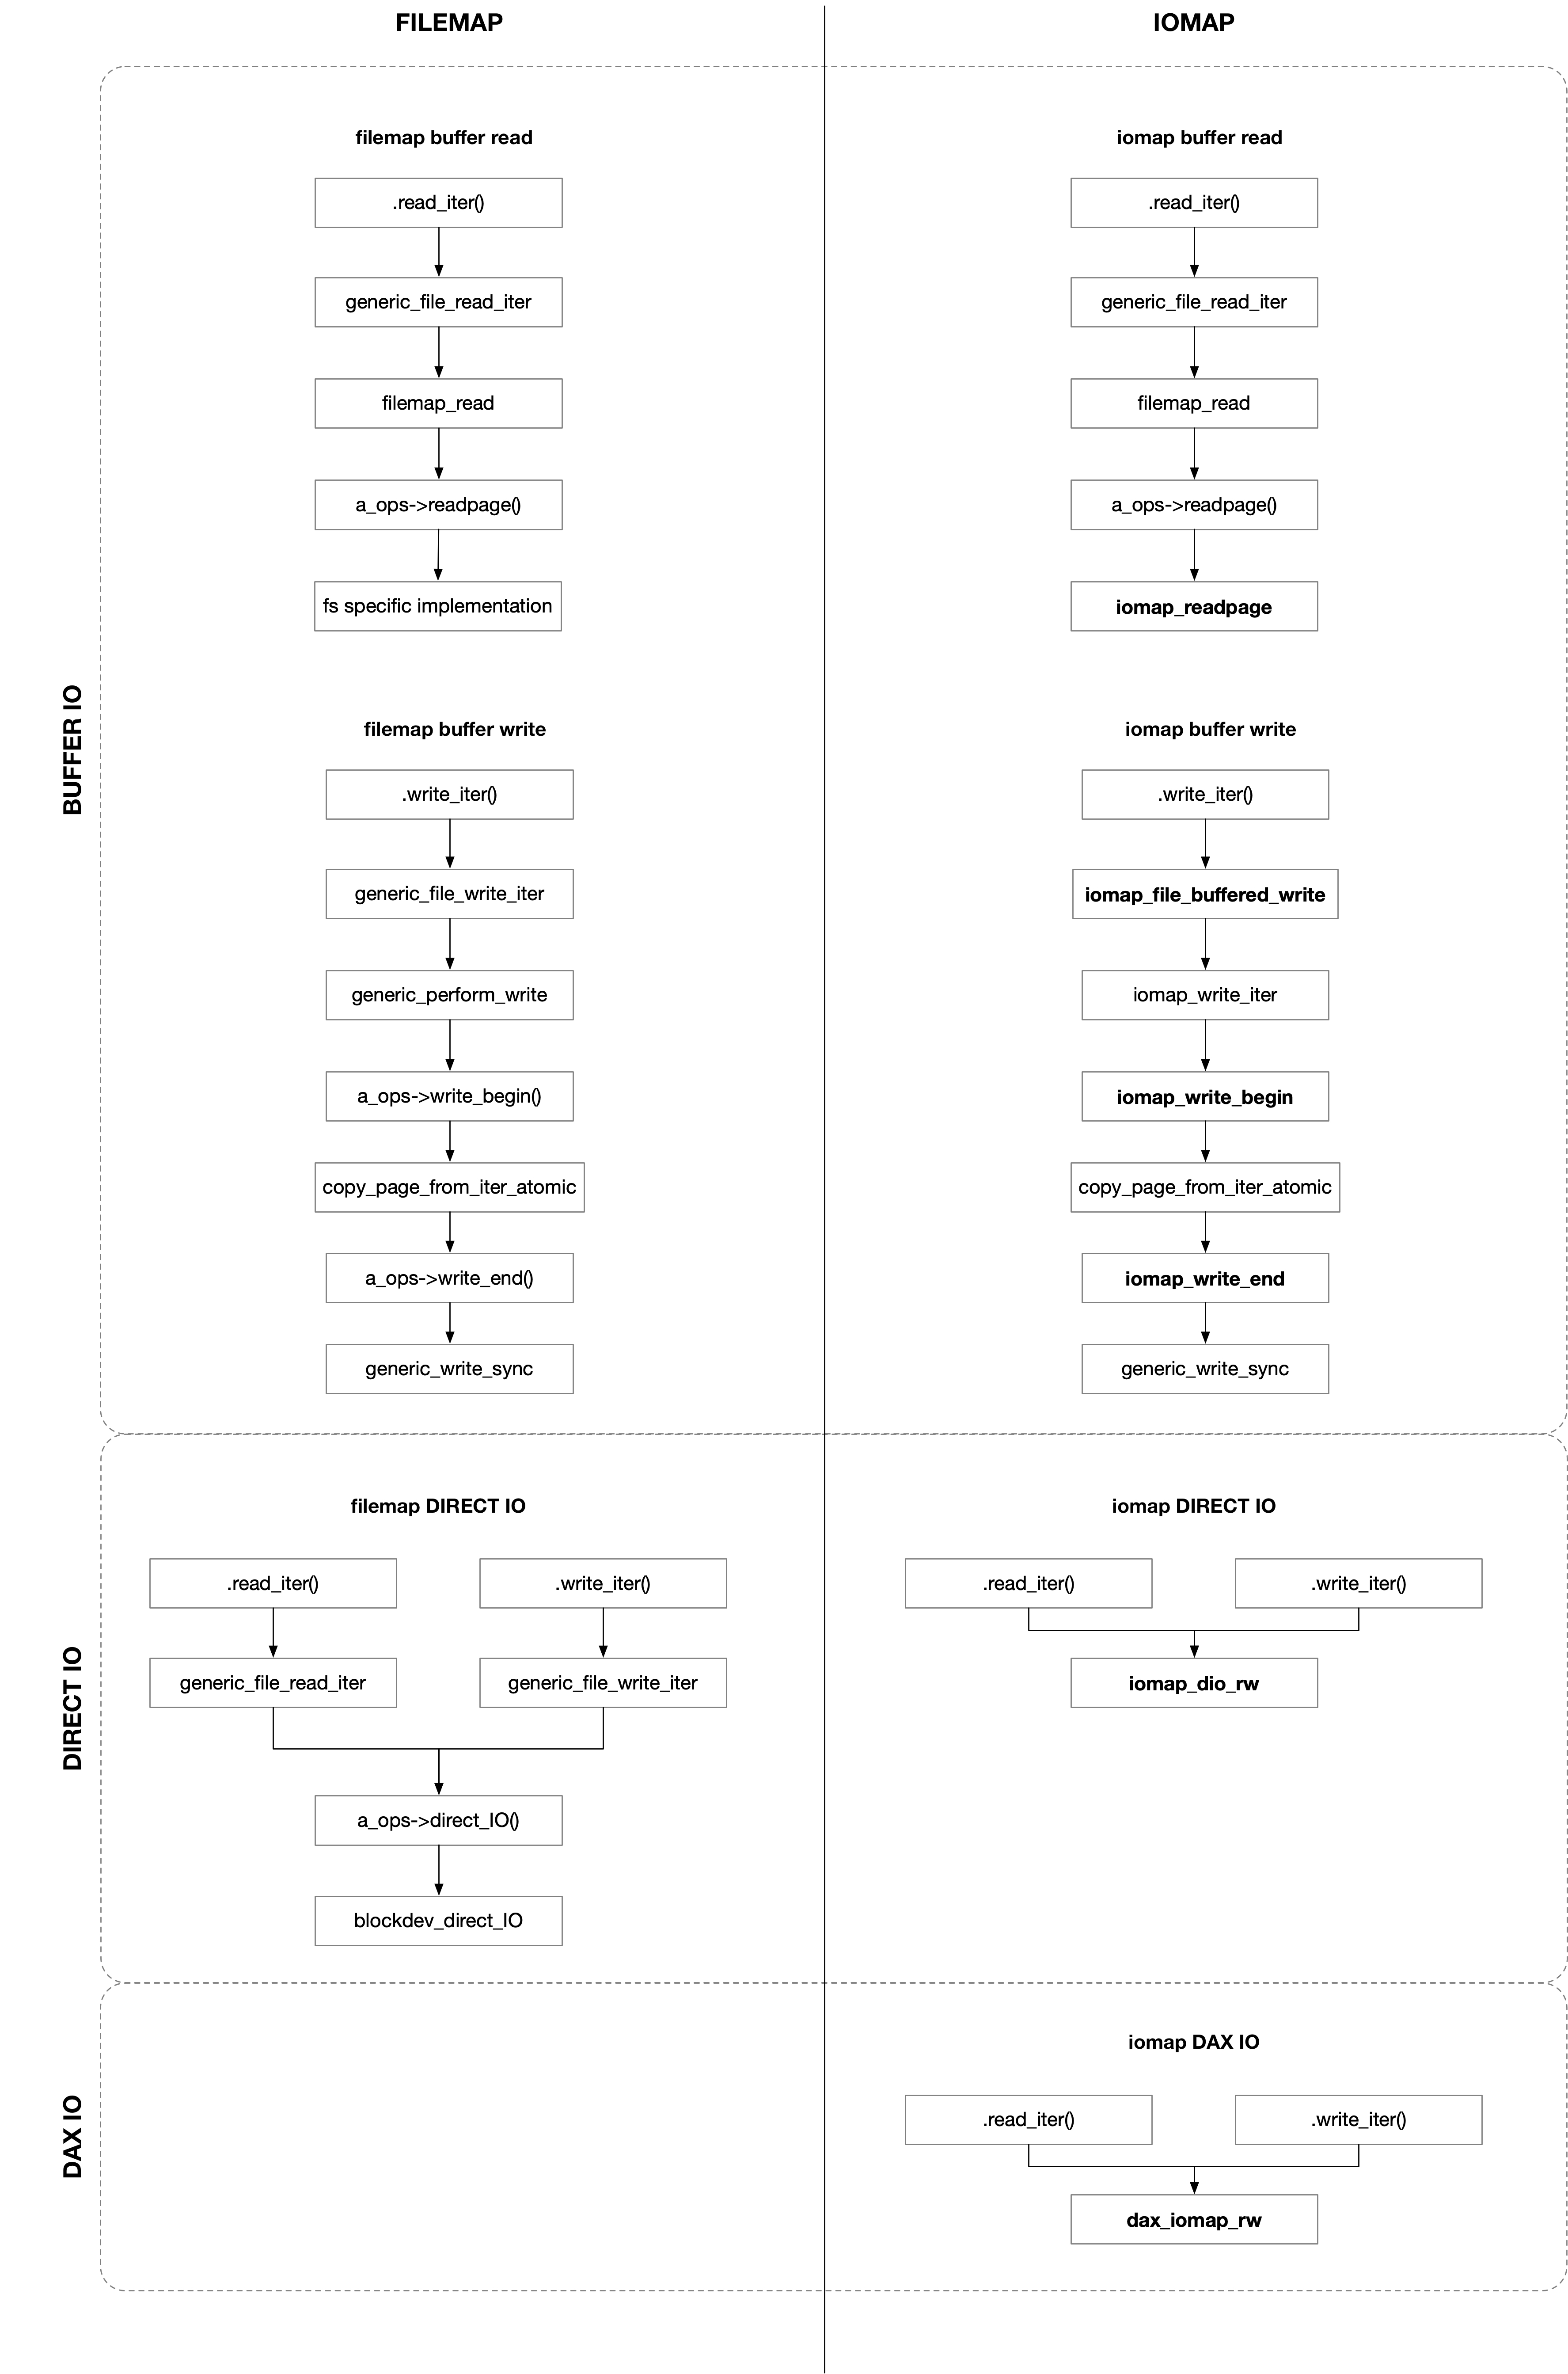 FILEMAP
IOMAP
BUFFER IO
filemap buffer read
.read_iter()
generic_file_read_iter
filemap_read
a_ops->readpage()
fs specific implementation
iomap buffer read
.read_iter()
generic_file_read_iter
filemap_read
a_ops->readpage()
iomap_readpage
filemap buffer write
.write_iter()
generic_file_write_iter
generic_perform_write
a_ops->write_begin()
copy_page_from_iter_atomic
a_ops->write_end()
generic_write_sync
iomap buffer write
.write_iter()
iomap_file_buffered_write
iomap_write_iter
iomap_write_begin
copy_page_from_iter_atomic
iomap_write_end
generic_write_sync
DIRECT IO
filemap DIRECT IO
.read_iter()
.write_iter()
generic_file_read_iter
generic_file_write_iter
a_ops->direct_IO()
blockdev_direct_IO
iomap DIRECT IO
.read_iter()
.write_iter()
iomap_dio_rw
DAX IO
iomap DAX IO
.read_iter()
.write_iter()
dax_iomap_rw